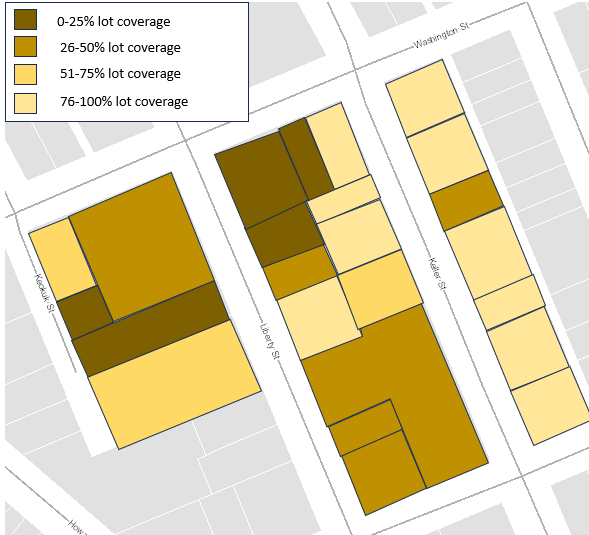 0-25% lot coverage
26-50% lot coverage
51-75% lot coverage
76-100% lot coverage
Washington St
Keokuk St
Keller St
Liberty St
How